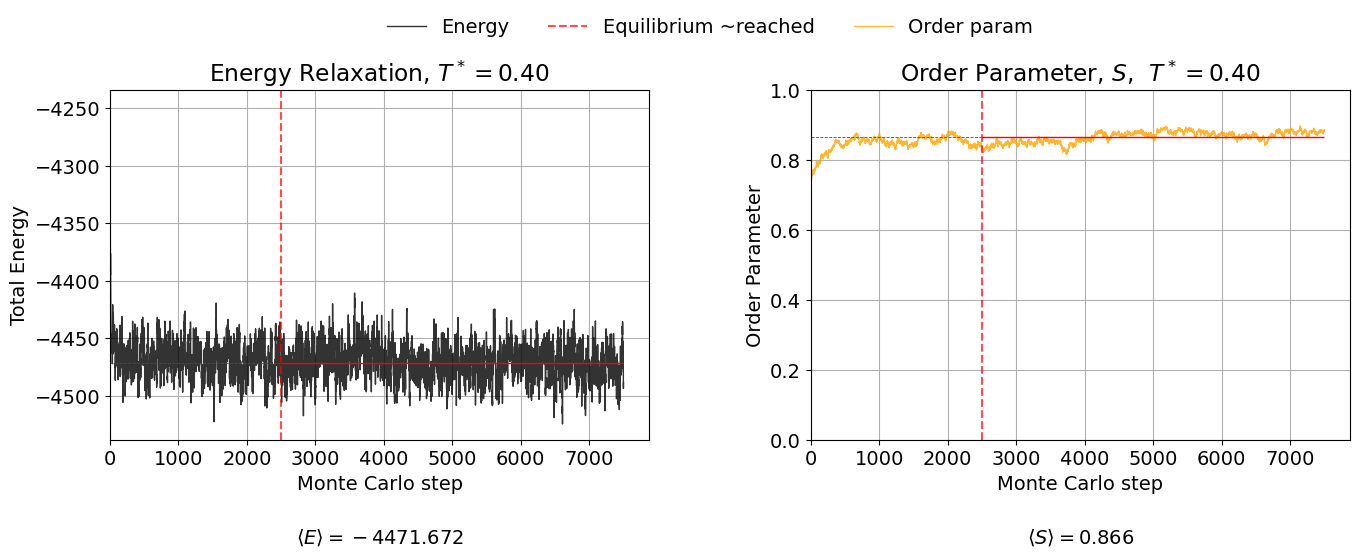 Energy Equilibrium ~reached Order param
Energy Relaxation, T* = 0.40
−4250
−4300
−4350
−4400
−4450
−4500
Total Energy
0 1000 2000 3000 4000 5000 6000 7000
Monte Carlo step
⟨E⟩ = −4471.672
Order Parameter, S, T* = 0.40
1.0
0.8
0.6
0.4
0.2
0.0
Order Parameter
0 1000 2000 3000 4000 5000 6000 7000
Monte Carlo step
⟨S⟩ = 0.866